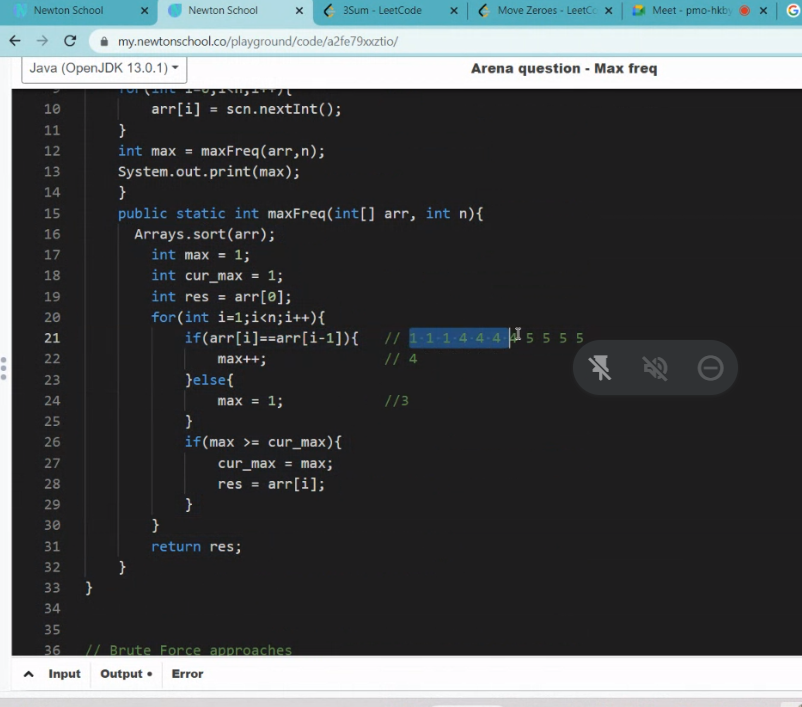 Newton School
Newton School
3Sum - LeetCode
Move Zeroes - LeetCo
Meet - pmo-hkb
my.newtonschool.co/playground/code/a2fe79xxztio/
Java (OpenJDK 13.0.1)
Arena question - Max freq
10 arr[i] = scn.nextInt();
11 }
12 int max = maxFreq(arr,n);
13 System.out.print(max);
14 }
15 public static int maxFreq(int[] arr, int n){
16 Arrays.sort(arr);
17 int max = 1;
18 int cur_max = 1;
19 int res = arr[0];
20 for(int i=1;i<n;i++){
21 if(arr[i]==arr[i-1]){ // 1 1 1 4 4 4 4 5 5 5 5
22 max++; // 4
23 }else{
24 max = 1; //3
25 }
26 if(max >= cur_max){
27 cur_max = max;
28 res = arr[i];
29 }
30 }
31 return res;
32 }
33 }
34
35
36 // Brute Force approaches
Input Output • Error